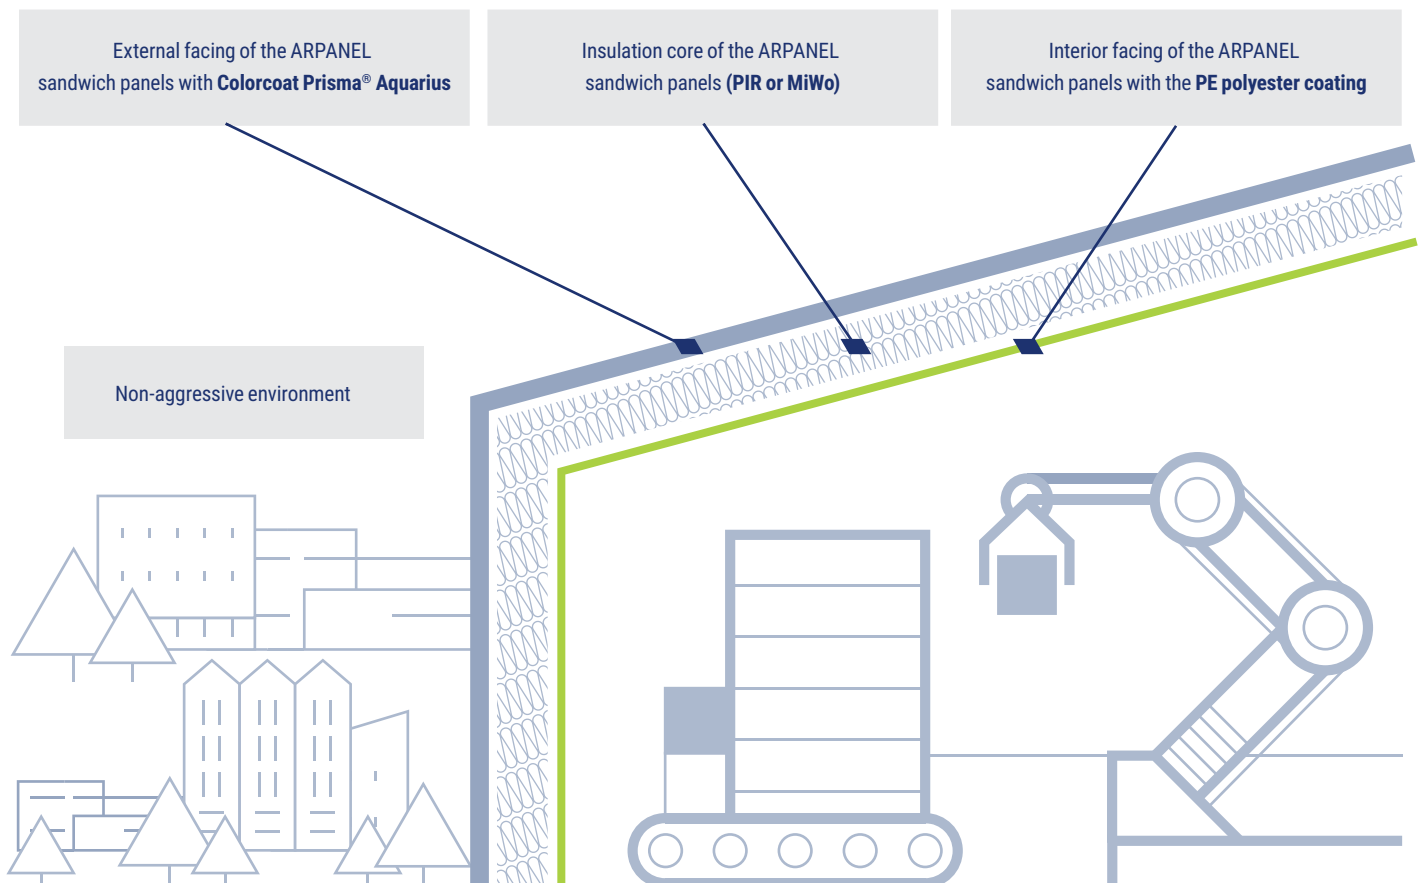 External facing of the ARPANEL
sandwich panels with Colorcoat Prisma® Aquarius
Insulation core of the ARPANEL
sandwich panels (PIR or MiWo)
Interior facing of the ARPANEL
sandwich panels with the PE polyester coating
Non-aggressive environment